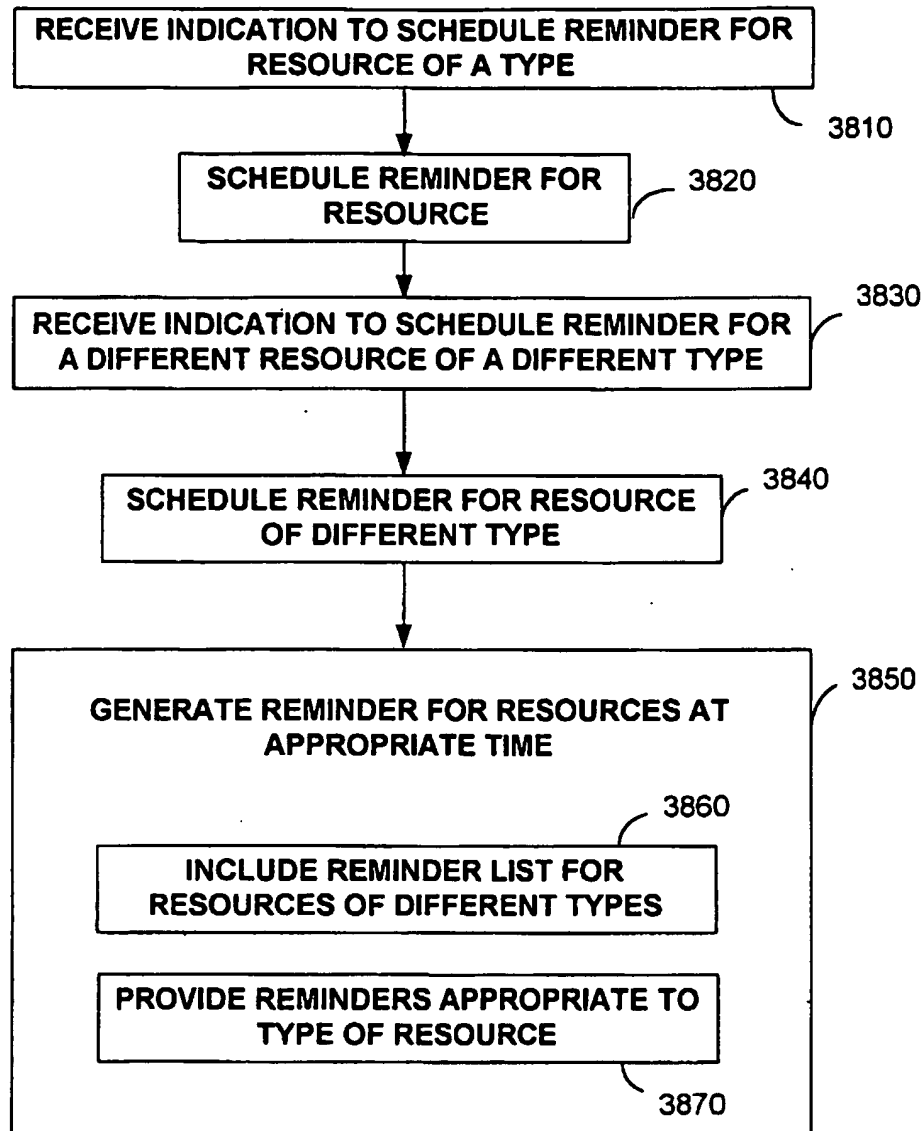 RECEIVE INDICATION TO SCHEDULE REMINDER FOR
RESOURCE OF A TYPE
3810
SCHEDULE REMINDER FOR
RESOURCE
3820
RECEIVE INDICATION TO SCHEDULE REMINDER FOR
A DIFFERENT RESOURCE OF A DIFFERENT TYPE
3830
SCHEDULE REMINDER FOR RESOURCE
OF DIFFERENT TYPE
3840
GENERATE REMINDER FOR RESOURCES AT
APPROPRIATE TIME
3850
INCLUDE REMINDER LIST FOR
RESOURCES OF DIFFERENT TYPES
3860
PROVIDE REMINDERS APPROPRIATE TO
TYPE OF RESOURCE
3870